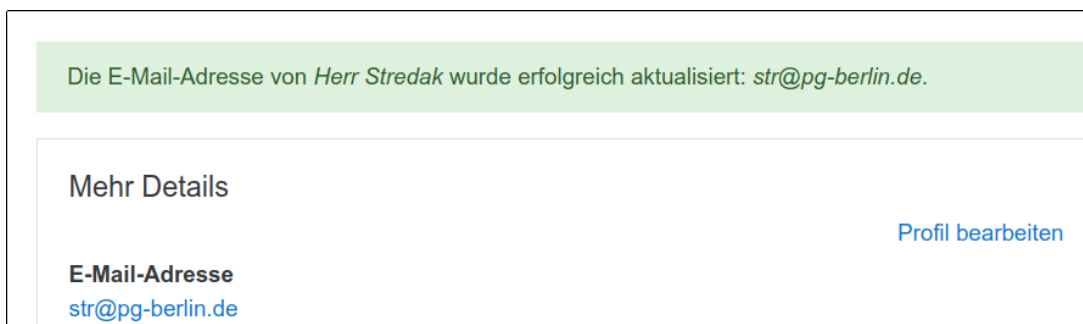 Die E-Mail-Adresse von Herr Stredak wurde erfolgreich aktualisiert: str@pg-berlin.de.
Mehr Details
Profil bearbeiten
E-Mail-Adresse
str@pg-berlin.de